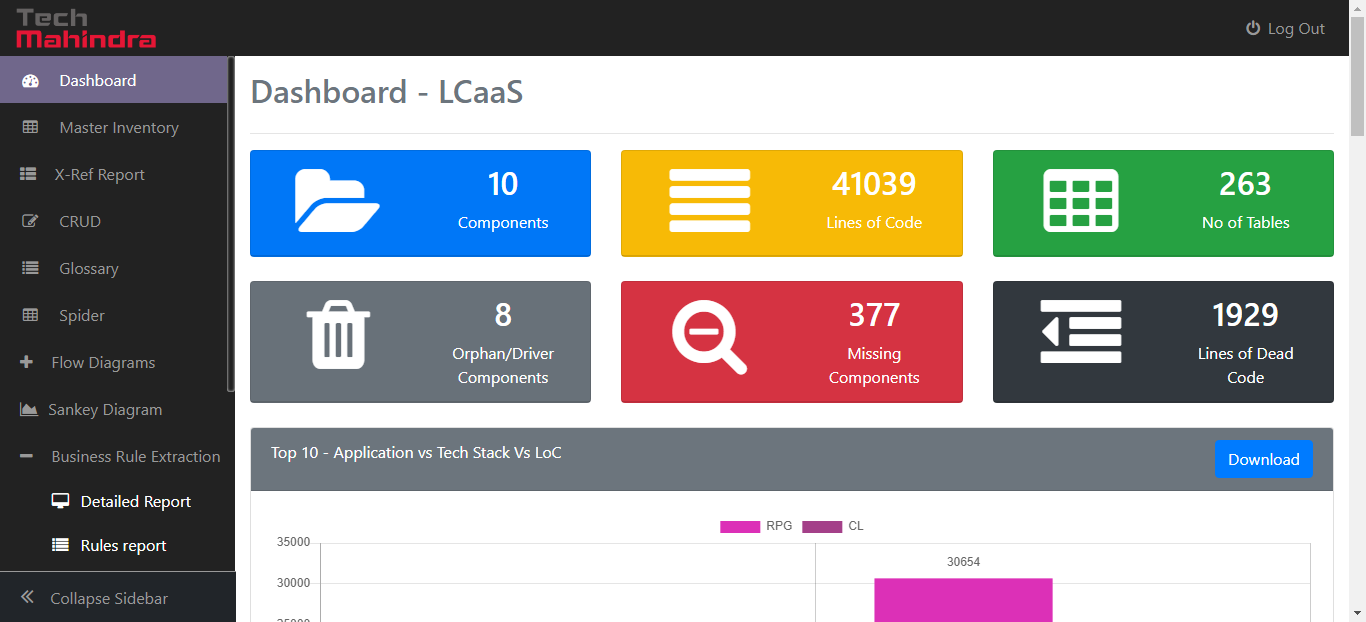 Tech
Mahindra
Log Out
Dashboard
Master Inventory
X-Ref Report
CRUD
Glossary
Spider
Flow Diagrams
Sankey Diagram
Business Rule Extraction
Detailed Report
Rules report
Collapse Sidebar
Dashboard - LCaaS
10
Components
41039
Lines of Code
263
No of Tables
8
Orphan/Driver
Components
377
Missing
Components
1929
Lines of Dead
Code
Top 10 - Application vs Tech Stack Vs LoC
Download
RPG CL
35000
30654
30000
25000